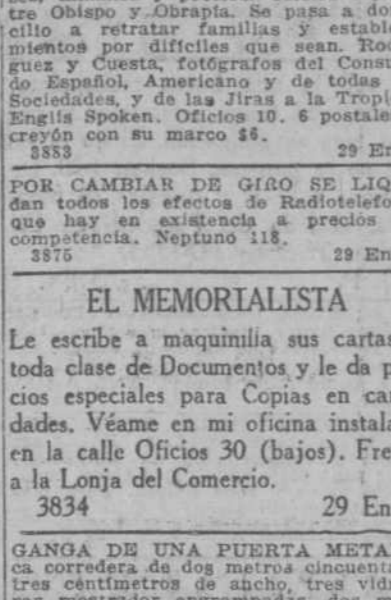 tre Obispo y Obrapía. Se pasa a do
cilio a retratar familias y establ
mientos por difíciles que sean. Rod
guez y Cuesta, fotógrafos del Const
do Español, Americano y de todas
Sociedades, y de las Jiras a la Tropi
Englis Spoken. Oficios 10. 6 postale
creyón con su marco $6.
3883 29 En
POR CAMBIAR DE GIRO SE LIQ
dan todos los efectos de Radiotelefo
que hay en existencia a precios
competencia. Neptuno 118.
3875 29 En
EL MEMORIALISTA
Le escribe a maquinilla sus cartas
toda clase de Documentos y le da p
cios especiales para Copias en ca
dades. Véame en mi oficina instala
en la calle Oficios 30 (bajos). Fre
a la Lonja del Comercio.
3834 29 En
GANGA DE UNA PUERTA META
ca corredera de dos metros cincuenta
tres centímetros de ancho, tres vid